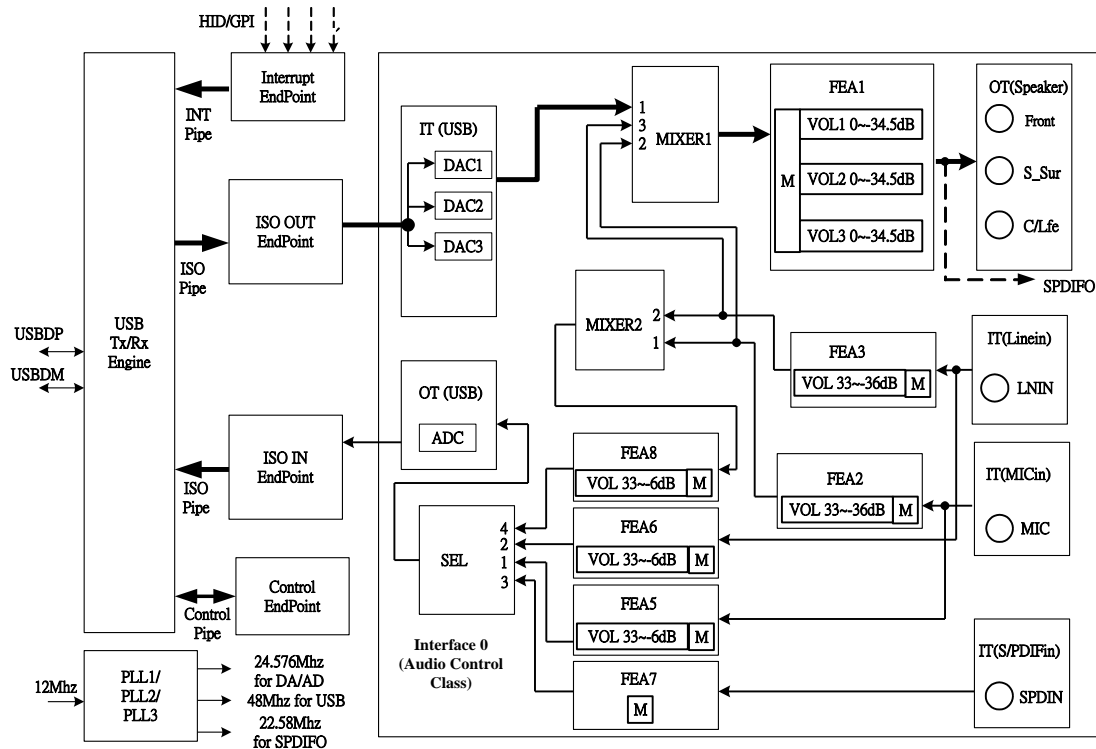 HID/GPI
Interrupt
EndPoint
INT
Pipe
ISO OUT
EndPoint
ISO
Pipe
USB
Tx/Rx
Engine
USBDP
USBDM
ISO IN
EndPoint
ISO
Pipe
Control
EndPoint
Control
Pipe
12Mhz
PLL1/
PLL2/
PLL3
24.576Mhz
for DA/AD
48Mhz for USB
22.58Mhz
for SPDIFO
IT (USB)
DAC1
DAC2
DAC3
OT (USB)
ADC
SEL
4
2
1
3
Interface 0
(Audio Control
Class)
1
3
2
MIXER1
MIXER2
2
1
FEA1
M
VOL1 0~-34.5dB
VOL2 0~-34.5dB
VOL3 0~-34.5dB
OT(Speaker)
Front
S_Sur
C/Lfe
SPDIFO
FEA3
VOL 33~-36dB M
IT(Linein)
LNIN
FEA8
VOL 33~-6dB M
FEA2
VOL 33~-36dB M
IT(MICin)
MIC
FEA6
VOL 33~-6dB M
FEA5
VOL 33~-6dB M
FEA7
M
IT(S/PDIFin)
SPDIN